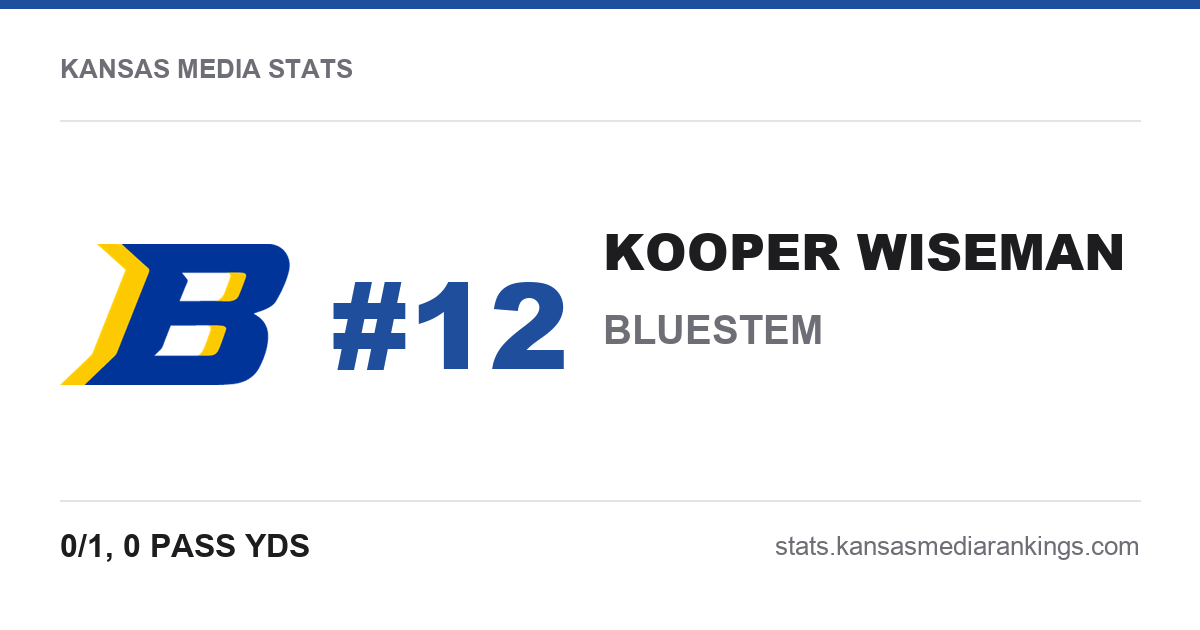 KANSAS MEDIA STATS
B
#12
KOOPER WISEMAN
BLUESTEM
0/1, 0 PASS YDS
stats.kansasmediarankings.com